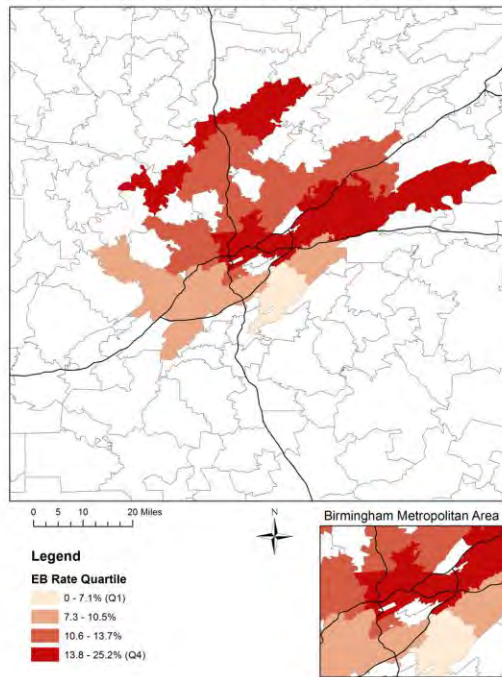 0 5 10 20 Miles
N
Birmingham Metropolitan Area
Legend
EB Rate Quartile
0 - 7.1% (Q1)
7.3 - 10.5%
10.6 - 13.7%
13.8 - 25.2% (Q4)